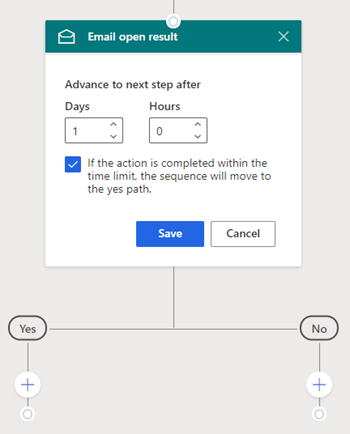 Email open result
Advance to next step after
Days Hours
1 0
If the action is completed within the
time limit, the sequence will move to
the yes path.
Save Cancel
Yes No